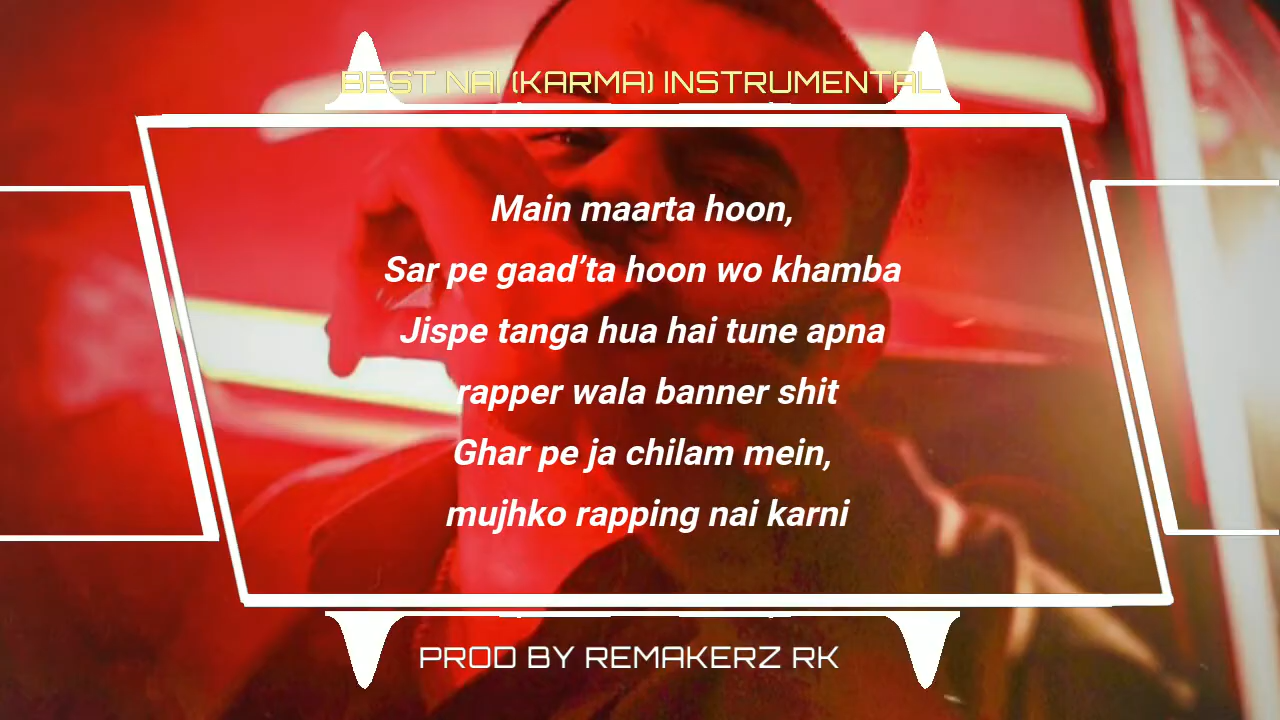 BEST NAI (KARMA) INSTRUMENTAL
Main maarta hoon,
Sar pe gaad’ta hoon wo khamba
Jispe tanga hua hai tune apna
rapper wala banner shit
Ghar pe ja chilam mein,
mujhko rapping nai karni
PROD BY REMAKERZ RK